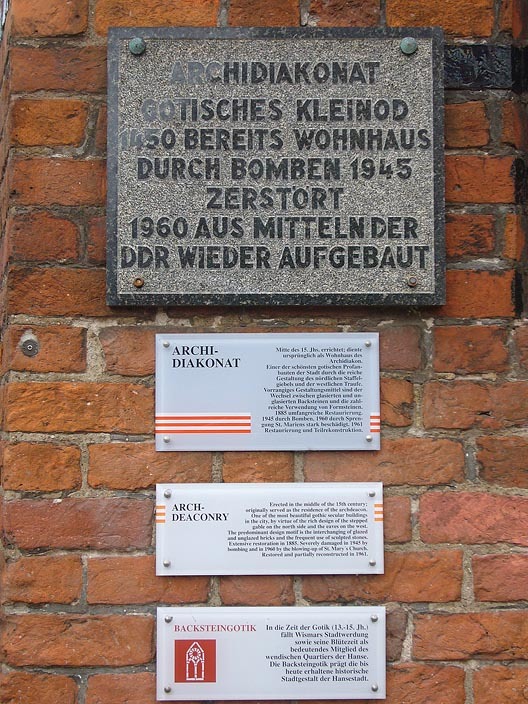 ARCHIDIAKONAT
GOTISCHES KLEINOD
1450 BEREITS WOHNHAUS
DURCH BOMBEN 1945
ZERSTÖRT
1960 AUS MITTELN DER
DDR WIEDER AUFGEBAUT
ARCHI-
DIAKONAT
Mitte des 15. Jhs. errichtet; diente
ursprünglich als Wohnhaus des
Archidiakon.
Einer der schönsten gotischen Profan-
bauten der Stadt durch die reiche
Gestaltung des nördlichen Staffel-
giebels und der westlichen Traufe.
Vorrangiges Gestaltungsmittel sind der
Wechsel zwischen glasierten und un-
glasierten Backsteinen und die zahl-
reiche Verwendung von Formsteinen.
1885 umfangreiche Restaurierung.
1945 durch Bomben, 1960 durch Spren-
gung St. Mariens stark beschädigt, 1961
Restaurierung und Teilrekonstruktion.
ARCH-
DEACONRY
Erected in the middle of the 15th century;
originally served as the residence of the archdeacon.
One of the most beautiful gothic secular buildings
in the city, by virtue of the rich design of the stepped
gable on the north side and the eaves on the west.
The predominant design motif is the interchanging of glazed
and unglazed bricks and the frequent use of sculpted stones.
Extensive restoration in 1885. Severely damaged in 1945 by
bombing and in 1960 by the blowing-up of St. Mary's Church.
Restored and partially reconstructed in 1961.
BACKSTEINGOTIK
In die Zeit der Gotik (13.-15. Jh.)
fällt Wismars Stadtwerdung
sowie seine Blütezeit als
bedeutendes Mitglied des
wendischen Quartiers der Hanse.
Die Backsteingotik prägt die bis
heute erhaltene historische
Stadtgestalt der Hansestadt.